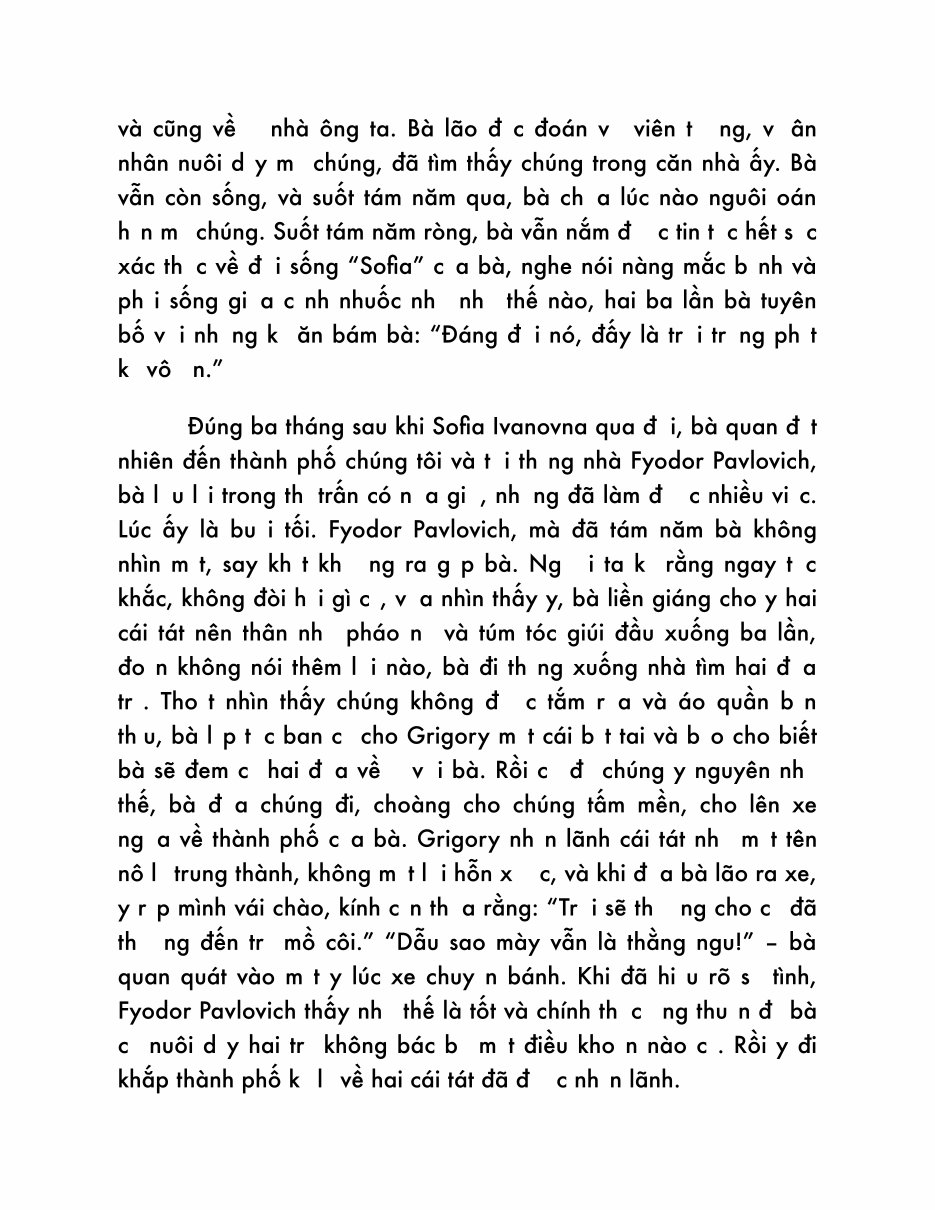 và cũng về nhà ông ta. Bà lão đ c đoán v viên t ng, v ân
nhân nuôi d y m chúng, đã tìm thấy chúng trong căn nhà ấy. Bà
vẫn còn sống, và suốt tám năm qua, bà ch a lúc nào nguôi oán
h n m chúng. Suốt tám năm ròng, bà vẫn nắm đ c tin t c hết s c
xác th c về đ i sống “Sofia” c a bà, nghe nói nàng mắc b nh và
ph i sống gi a c nh nhuốc nh nh thế nào, hai ba lần bà tuyên
bố v i nh ng k ăn bám bà: “Đáng đ i nó, đấy là tr i tr ng ph t
k vô n.”
Đúng ba tháng sau khi Sofia Ivanovna qua đ i, bà quan đ t
nhiên đến thành phố chúng tôi và t i th ng nhà Fyodor Pavlovich,
bà l u l i trong th trấn có n a gi , nh ng đã làm đ c nhiều vi c.
Lúc ấy là bu i tối. Fyodor Pavlovich, mà đã tám năm bà không
nhìn m t, say kh t kh ng ra g p bà. Ng i ta k rằng ngay t c
khắc, không đòi h i gì c , v a nhìn thấy y, bà liền giáng cho y hai
cái tát nên thân nh pháo n và túm tóc giúi đầu xuống ba lần,
đo n không nói thêm l i nào, bà đi th ng xuống nhà tìm hai đ a
tr . Tho t nhìn thấy chúng không đ c tắm r a và áo quần b n
th u, bà l p t c ban c cho Grigory m t cái b t tai và b o cho biết
bà sẽ đem c hai đ a về v i bà. Rồi c đ chúng y nguyên nh
thế, bà đ a chúng đi, choàng cho chúng tấm mền, cho lên xe
ng a về thành phố c a bà. Grigory nh n lãnh cái tát nh m t tên
nô l trung thành, không m t l i hỗn x c, và khi đ a bà lão ra xe,
y r p mình vái chào, kính c n th a rằng: “Tr i sẽ th ng cho c đã
th ng đến tr mồ côi.” “Dẫu sao mày vẫn là thằng ngu!” – bà
quan quát vào m t y lúc xe chuy n bánh. Khi đã hi u rõ s tình,
Fyodor Pavlovich thấy nh thế là tốt và chính th c ng thu n đ bà
c nuôi d y hai tr không bác b m t điều kho n nào c . Rồi y đi
khắp thành phố k l về hai cái tát đã đ c nh n lãnh.